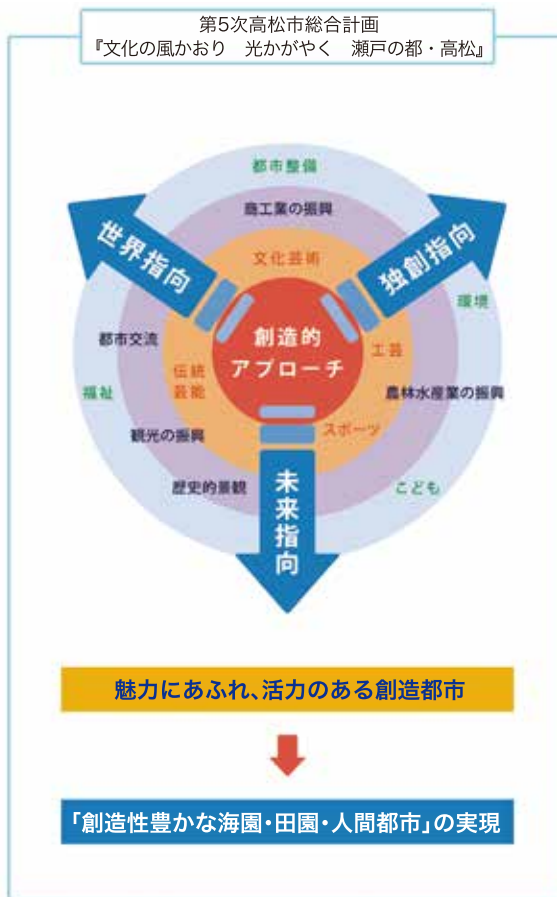 第5次高松市総合計画
『文化の風かおり　光かがやく　瀬戸の都・高松』
都市整備
商工業の振興
文化芸術
世界指向
独創指向
創造的
アプローチ
環境
都市交流
工芸
伝統
芸能
福祉
農林水産業の振興
観光の振興
スポーツ
歴史的景観
こども
未来指向
魅力にあふれ、活力のある創造都市
「創造性豊かな海園・田園・人間都市」の実現